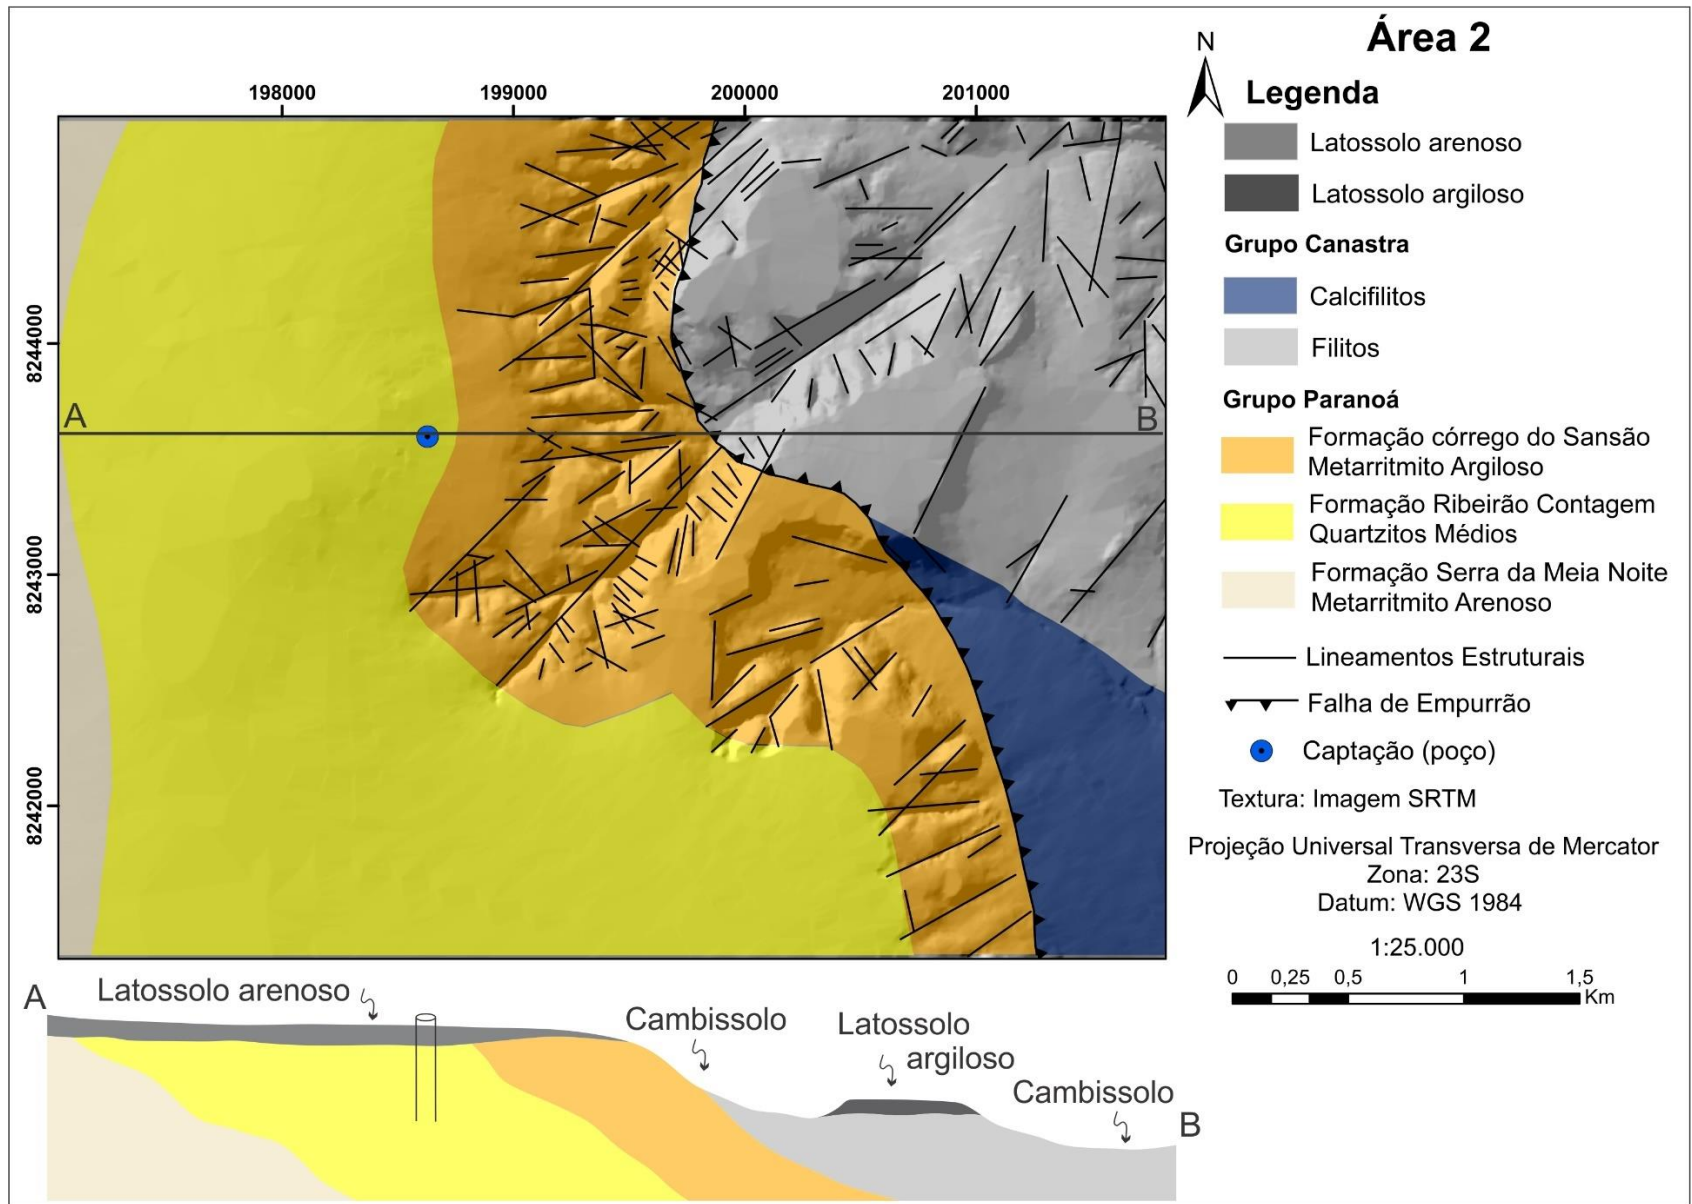 Área 2
N
Legenda
198000
199000
200000
201000
8244000
8243000
8242000
A
B
Latossolo arenoso
Latossolo argiloso
Grupo Canastra
Calcifilitos
Filitos
Grupo Paranoá
Formação córrego do Sansão
Metarritmito Argiloso
Formação Ribeirão Contagem
Quartzitos Médios
Formação Serra da Meia Noite
Metarritmito Arenoso
Lineamentos Estruturais
Falha de Empurrão
Captação (poço)
Textura: Imagem SRTM
Projeção Universal Transversa de Mercator
Zona: 23S
Datum: WGS 1984
1:25.000
0 0,25 0,5 1 1,5
Km
A
Latossolo arenoso
Cambissolo
Latossolo
argiloso
Cambissolo
B